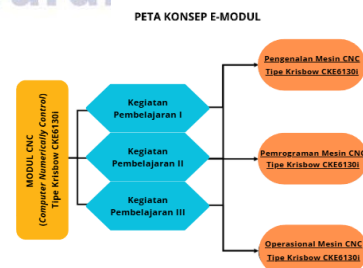 PETA KONSEP E-MODUL
MODUL CNC
(Computer Numerically Control)
Tipe Krisbow CKE6130i
Kegiatan
Pembelajaran I
Kegiatan
Pembelajaran II
Kegiatan
Pembelajaran III
Pengenalan Mesin CNC
Tipe Krisbow CKE6130i
Pemrograman Mesin CNC
Tipe Krisbow CKE6130i
Operasional Mesin CNC
Tipe Krisbow CKE6130i